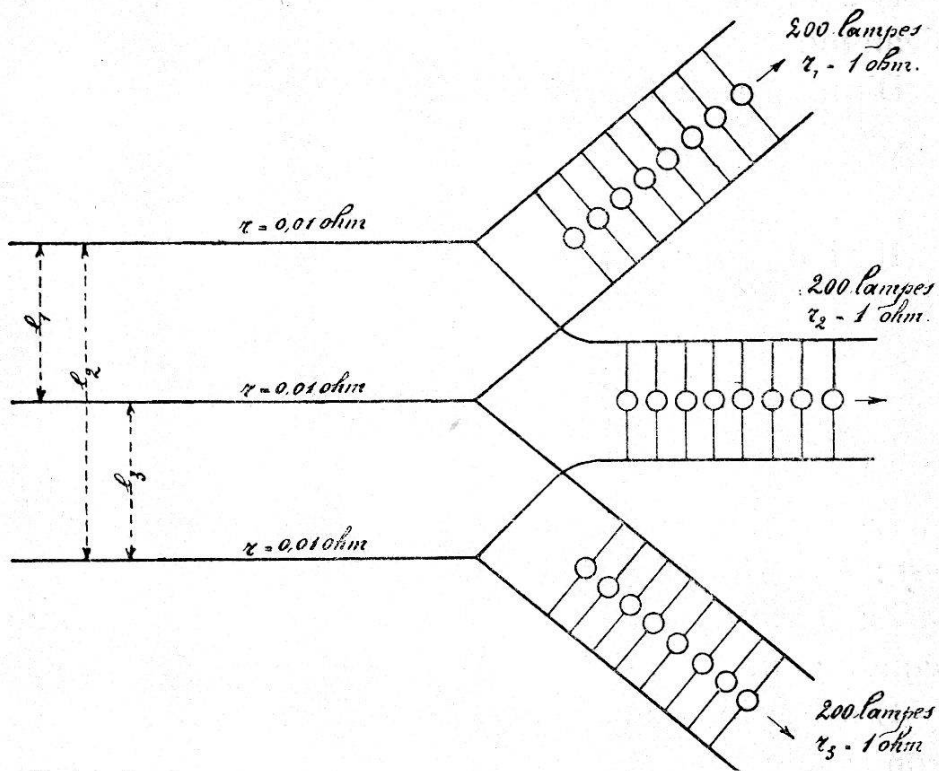 200 lampes
r₁ = 1 ohm.
r = 0,01 ohm
200 lampes
r₂ = 1 ohm.
l₁
l₂
r = 0,01 ohm
l₃
r = 0,01 ohm
200 lampes
r₃ = 1 ohm